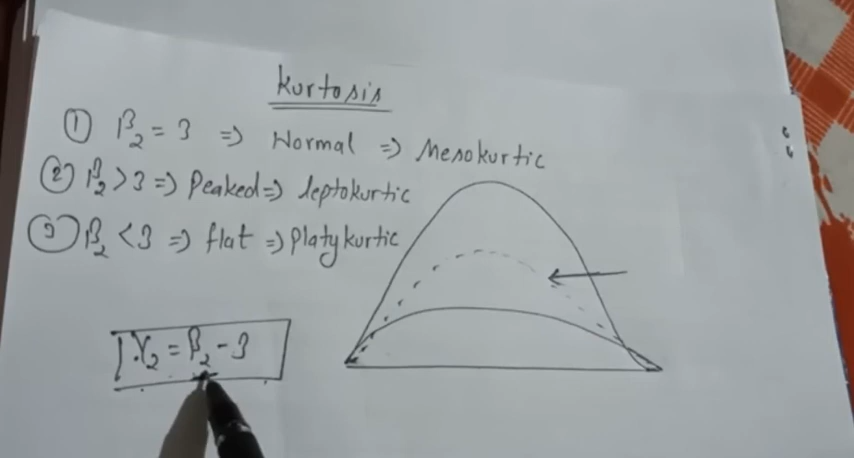 Kurtosis
① β₂ = 3 => Normal => Mesokurtic
② β₂ > 3 => Peaked => leptokurtic
③ β₂ < 3 => flat => Platykurtic
γ₂ = β₂ - 3